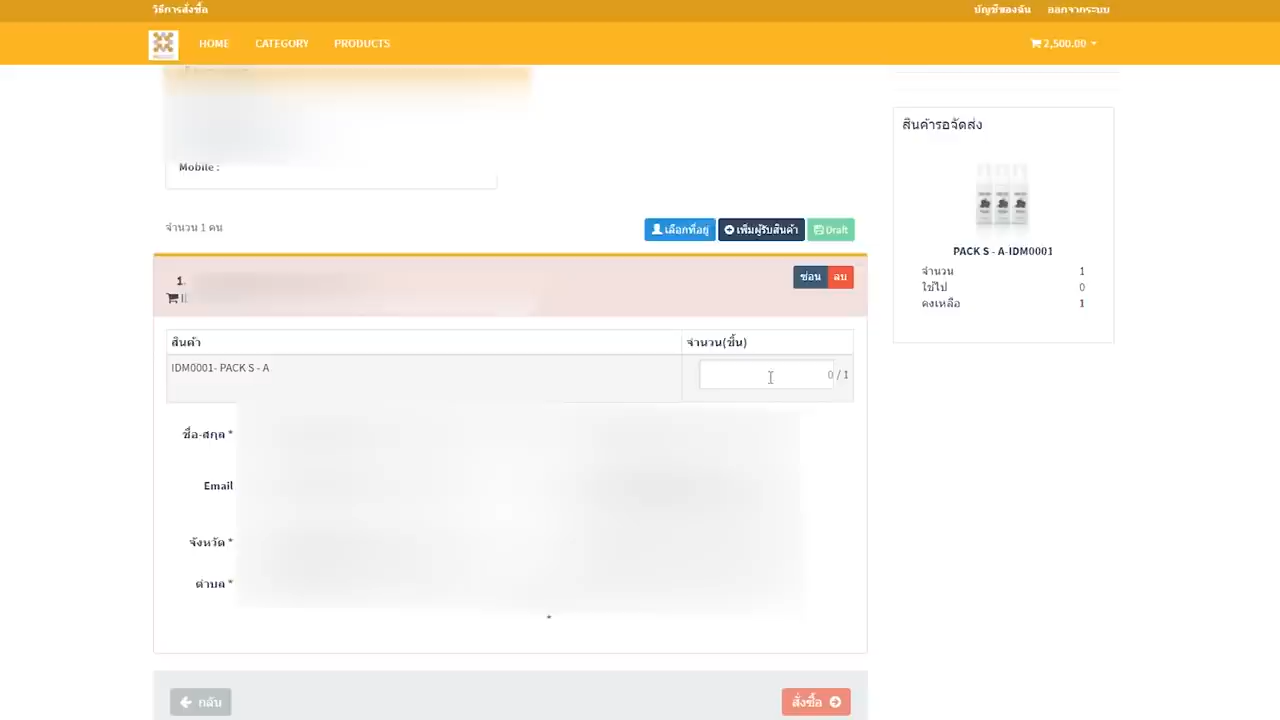 วิธีการสั่งซื้อ
บัญชีของฉัน ออกจากระบบ
HOME CATEGORY PRODUCTS
2,500.00
สินค้ารอจัดส่ง
Mobile :
จำนวน 1 คน
เลือกที่อยู่ เพิ่มผู้รับสินค้า Draft
PACK S - A-IDM0001
จำนวน 1
ใช้ไป 0
คงเหลือ 1
1.
ซ่อน ลบ
สินค้า จำนวน(ชิ้น)
IDM0001- PACK S - A 0 / 1
ชื่อ-สกุล *
Email
จังหวัด *
ตำบล *
*
กลับ
สั่งซื้อ